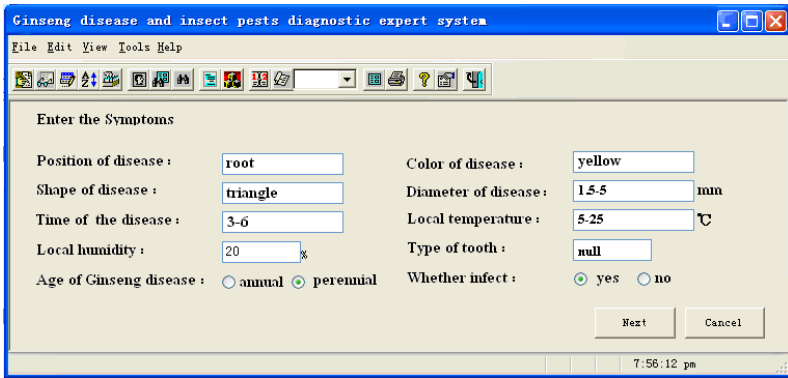 Ginseng disease and insect pests diagnostic expert system
File Edit View Tools Help
Enter the Symptoms
Position of disease : root Color of disease : yellow
Shape of disease : triangle Diameter of disease : 1.5-5 mm
Time of the disease : 3-6 Local temperature : 5-25 ℃
Local humidity : 20 % Type of tooth : null
Age of Ginseng disease : annual perennial Whether infect : yes no
Next Cancel
7:56:12 pm